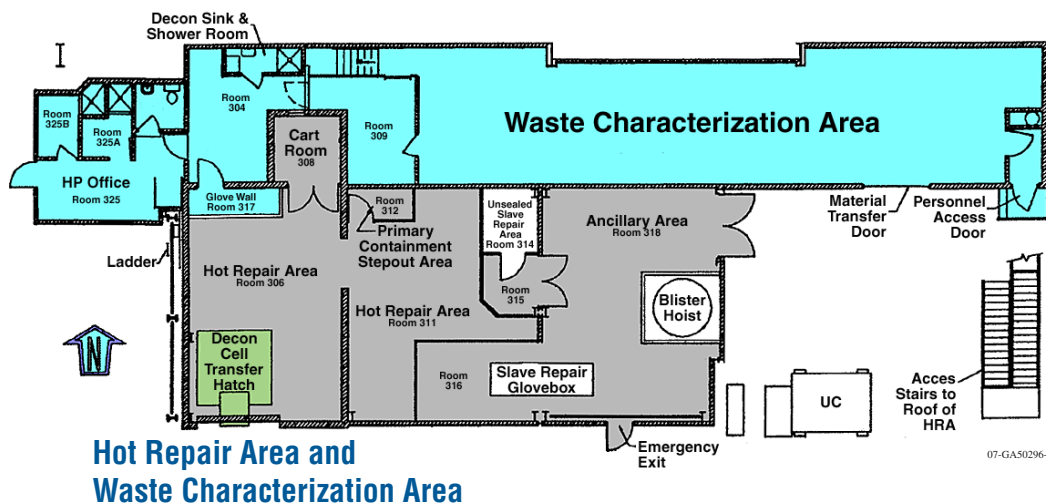 Decon Sink &
Shower Room
Room
304
Room
325B
Room
325A
HP Office
Room 325
Cart
Room
308
Room
309
Waste Characterization Area
Glove Wall
Room 317
Room
312
Primary
Containment
Stepout Area
Unsealed
Slave
Repair
Area
Room 314
Ancillary Area
Room 318
Material
Transfer
Door
Personnel
Access
Door
Ladder
Hot Repair Area
Room 306
Room
315
Blister
Hoist
Hot Repair Area
Room 311
N
Decon
Cell
Transfer
Hatch
Room
316
Slave Repair
Glovebox
UC
Acces
Stairs to
Roof of
HRA
Emergency
Exit
07-GA50296-
Hot Repair Area and
Waste Characterization Area